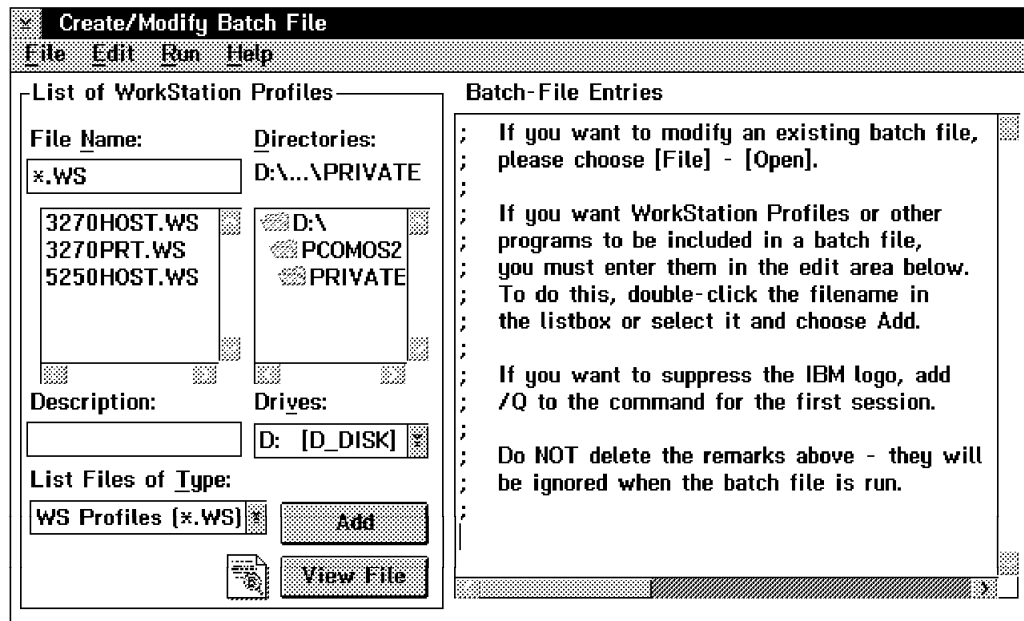 Create/Modify Batch File
File Edit Run Help
List of WorkStation Profiles
File Name:
*.WS
3270HOST.WS
3270PRT.WS
5250HOST.WS
Directories:
D:\...\PRIVATE
D:\
PCOMOS2
PRIVATE
Description:
Drives:
D: [D_DISK]
List Files of Type:
WS Profiles (*.WS)
Add
View File
Batch-File Entries
; If you want to modify an existing batch file,
; please choose [File] - [Open].
;
; If you want WorkStation Profiles or other
; programs to be included in a batch file,
; you must enter them in the edit area below.
; To do this, double-click the filename in
; the listbox or select it and choose Add.
;
; If you want to suppress the IBM logo, add
; /Q to the command for the first session.
;
; Do NOT delete the remarks above - they will
; be ignored when the batch file is run.
;